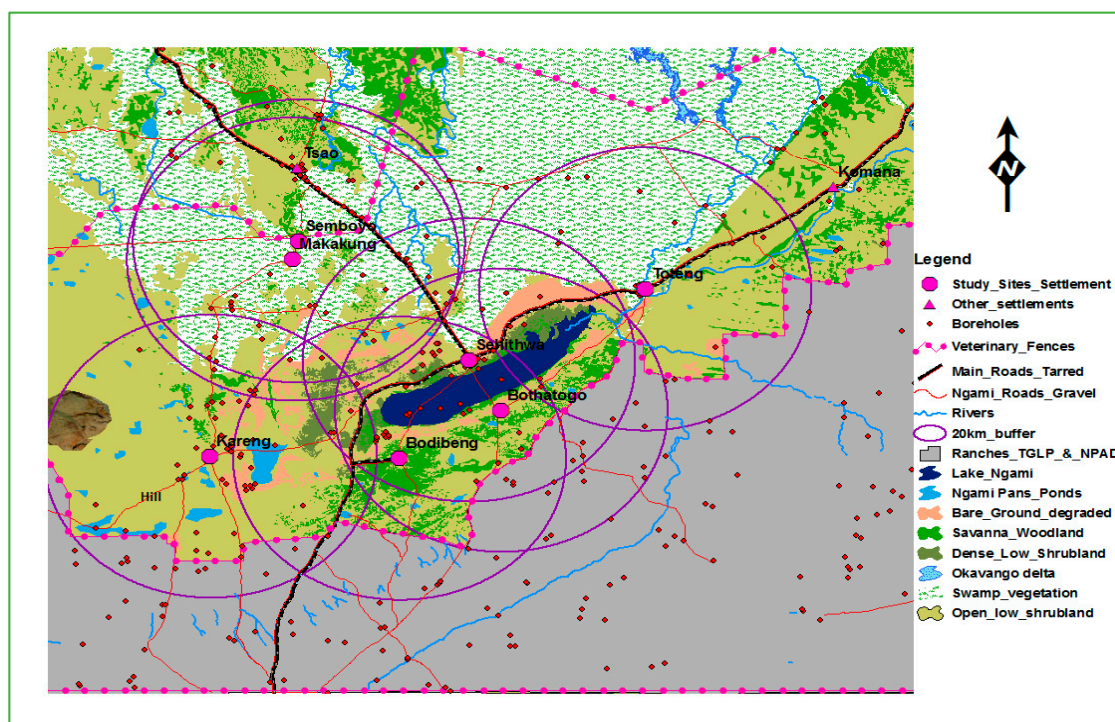 Tsao
Komana
Semboyo
Makakung
Toteng
Sehithwa
Bothatogo
Kareng
Bodibeng
Hill
N
Legend
Study_Sites_Settlement
Other_settlements
Boreholes
Veterinary_Fences
Main_Roads_Tarred
Ngami_Roads_Gravel
Rivers
20km_buffer
Ranches_TGLP_&_NPAD
Lake_Ngami
Ngami Pans_Ponds
Bare_Ground_degraded
Savanna_Woodland
Dense_Low_Shrubland
Okavango delta
Swamp_vegetation
Open_low_shrubland